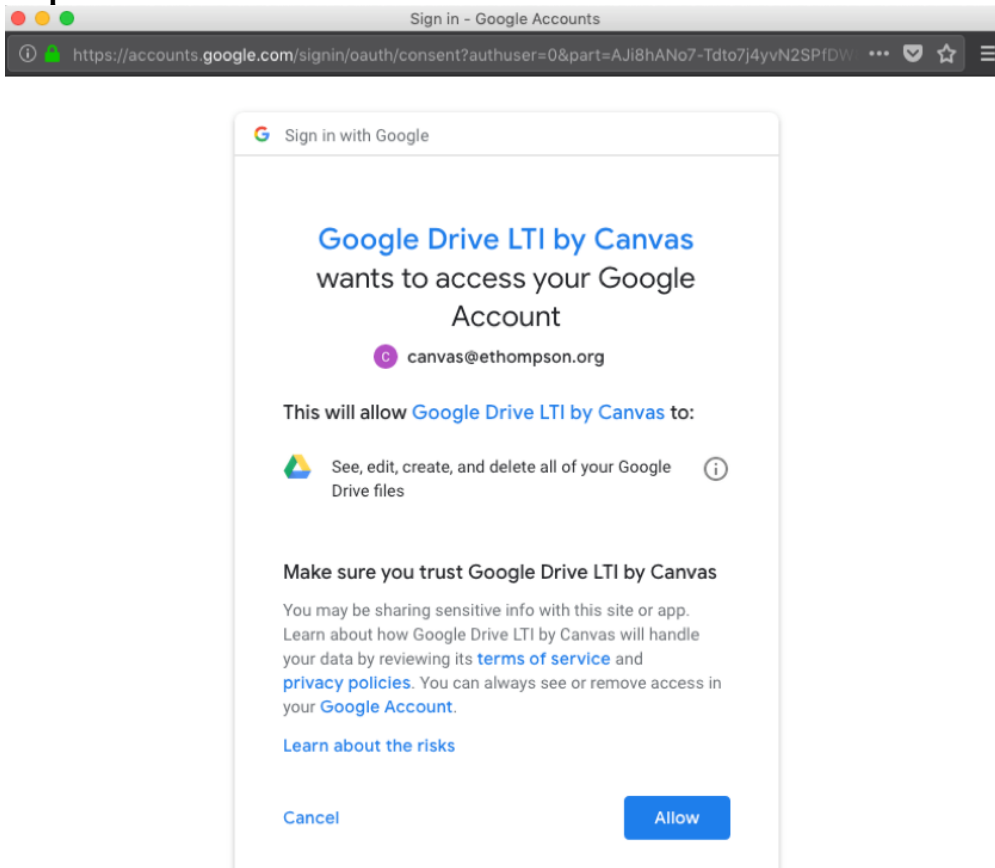 Sign in - Google Accounts
https://accounts.google.com/signin/oauth/consent?authuser=0&part=AJi8hANo7-Tdto7j4yvN2SPfDW
G Sign in with Google
Google Drive LTI by Canvas
wants to access your Google
Account
C canvas@ethompson.org
This will allow Google Drive LTI by Canvas to:
See, edit, create, and delete all of your Google
Drive files
Make sure you trust Google Drive LTI by Canvas
You may be sharing sensitive info with this site or app.
Learn about how Google Drive LTI by Canvas will handle
your data by reviewing its terms of service and
privacy policies. You can always see or remove access in
your Google Account.
Learn about the risks
Cancel
Allow